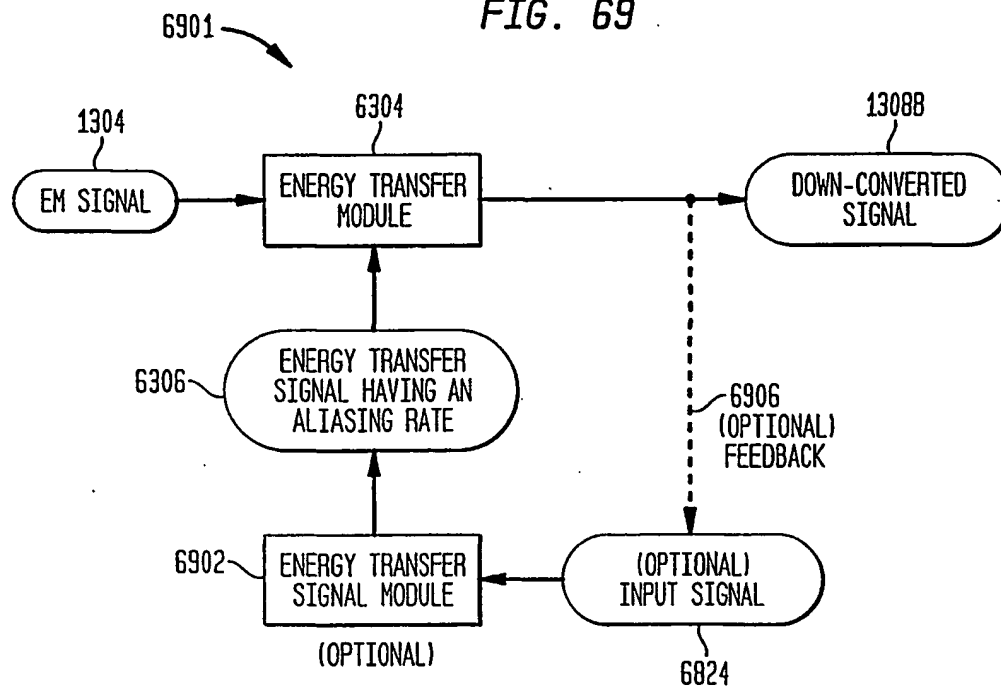 FIG. 69
6901
1304
6304
1308B
EM SIGNAL
ENERGY TRANSFER
MODULE
DOWN-CONVERTED
SIGNAL
6306
ENERGY TRANSFER
SIGNAL HAVING AN
ALIASING RATE
6906
(OPTIONAL)
FEEDBACK
6902
ENERGY TRANSFER
SIGNAL MODULE
(OPTIONAL)
(OPTIONAL)
INPUT SIGNAL
6824